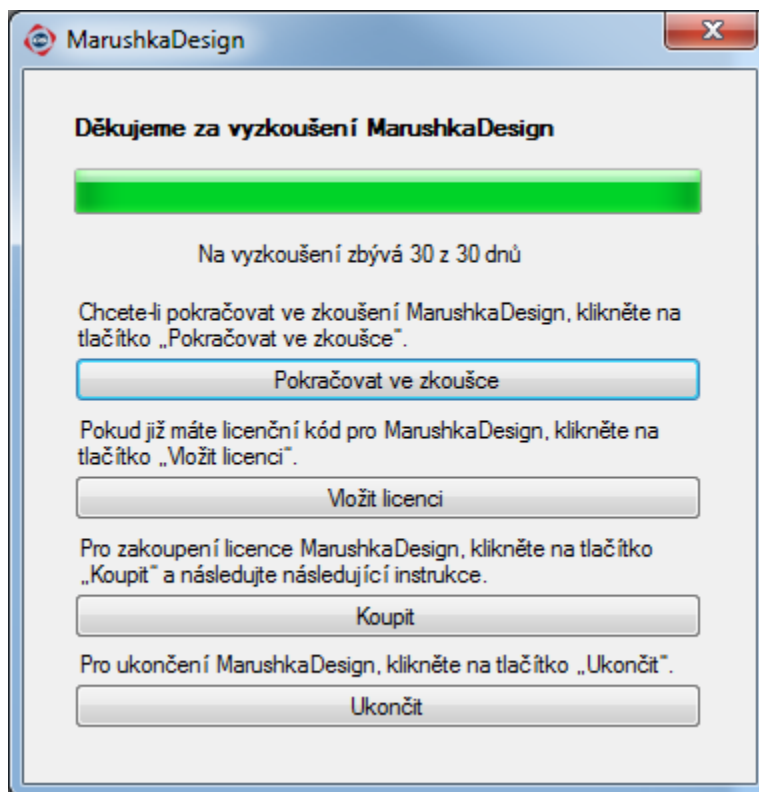 MarushkaDesign
Děkujeme za vyzkoušení MarushkaDesign
Na vyzkoušení zbývá 30 z 30 dnů
Chcete-li pokračovat ve zkoušení MarushkaDesign, klikněte na
tlačítko „Pokračovat ve zkoušce".
Pokračovat ve zkoušce
Pokud již máte licenční kód pro MarushkaDesign, klikněte na
tlačítko „Vložit licenci".
Vložit licenci
Pro zakoupení licence MarushkaDesign, klikněte na tlačítko
„Koupit" a následujte následující instrukce.
Koupit
Pro ukončení MarushkaDesign, klikněte na tlačítko „Ukončit".
Ukončit